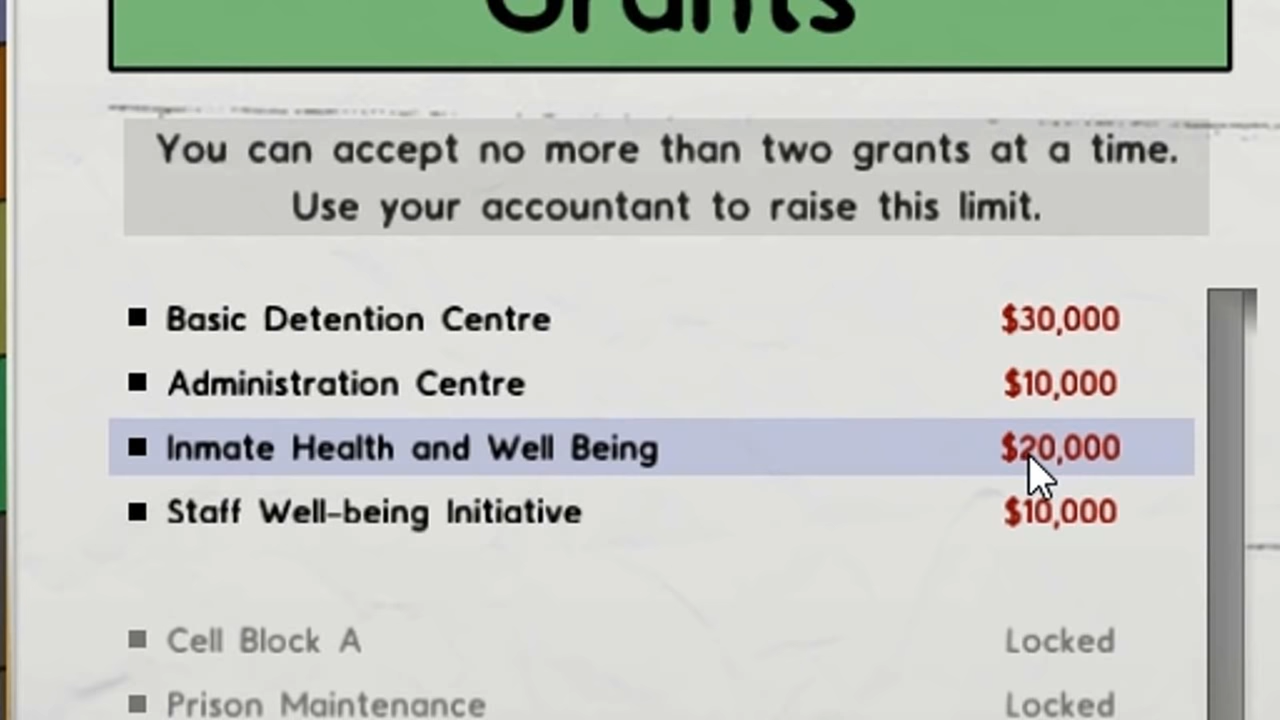 Grants
You can accept no more than two grants at a time.
Use your accountant to raise this limit.
Basic Detention Centre $30,000
Administration Centre $10,000
Inmate Health and Well Being $20,000
Staff Well-being Initiative $10,000
Cell Block A Locked
Prison Maintenance Locked